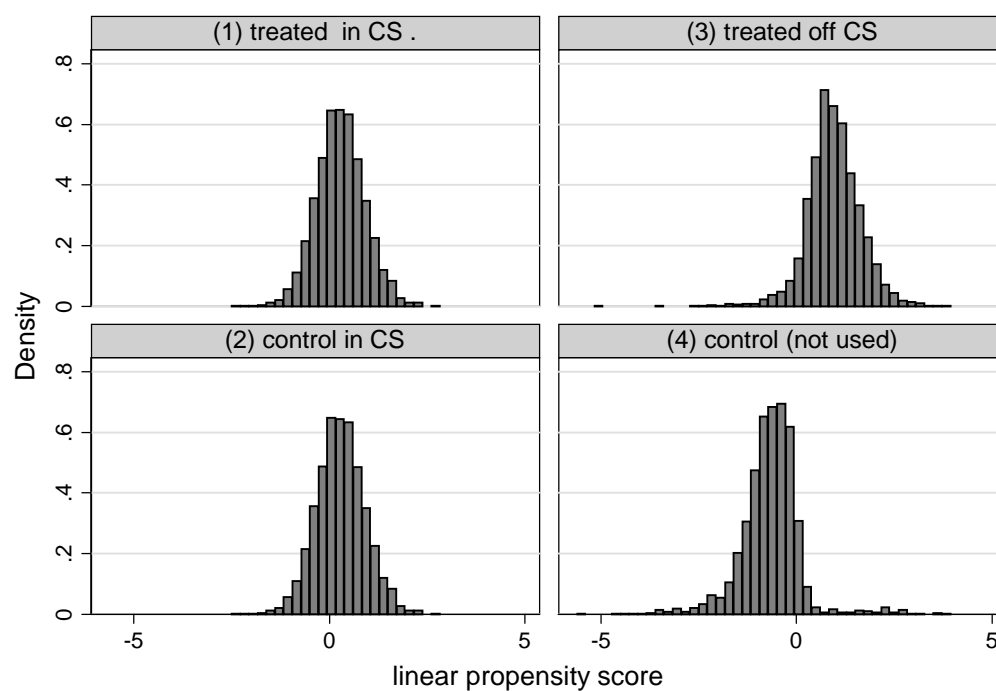 (1) treated  in CS .
(3) treated off CS
.8
.6
.4
.2
0
(2) control in CS
(4) control (not used)
.8
.6
.4
.2
0
-5
0
5
-5
0
5
Density
linear propensity score